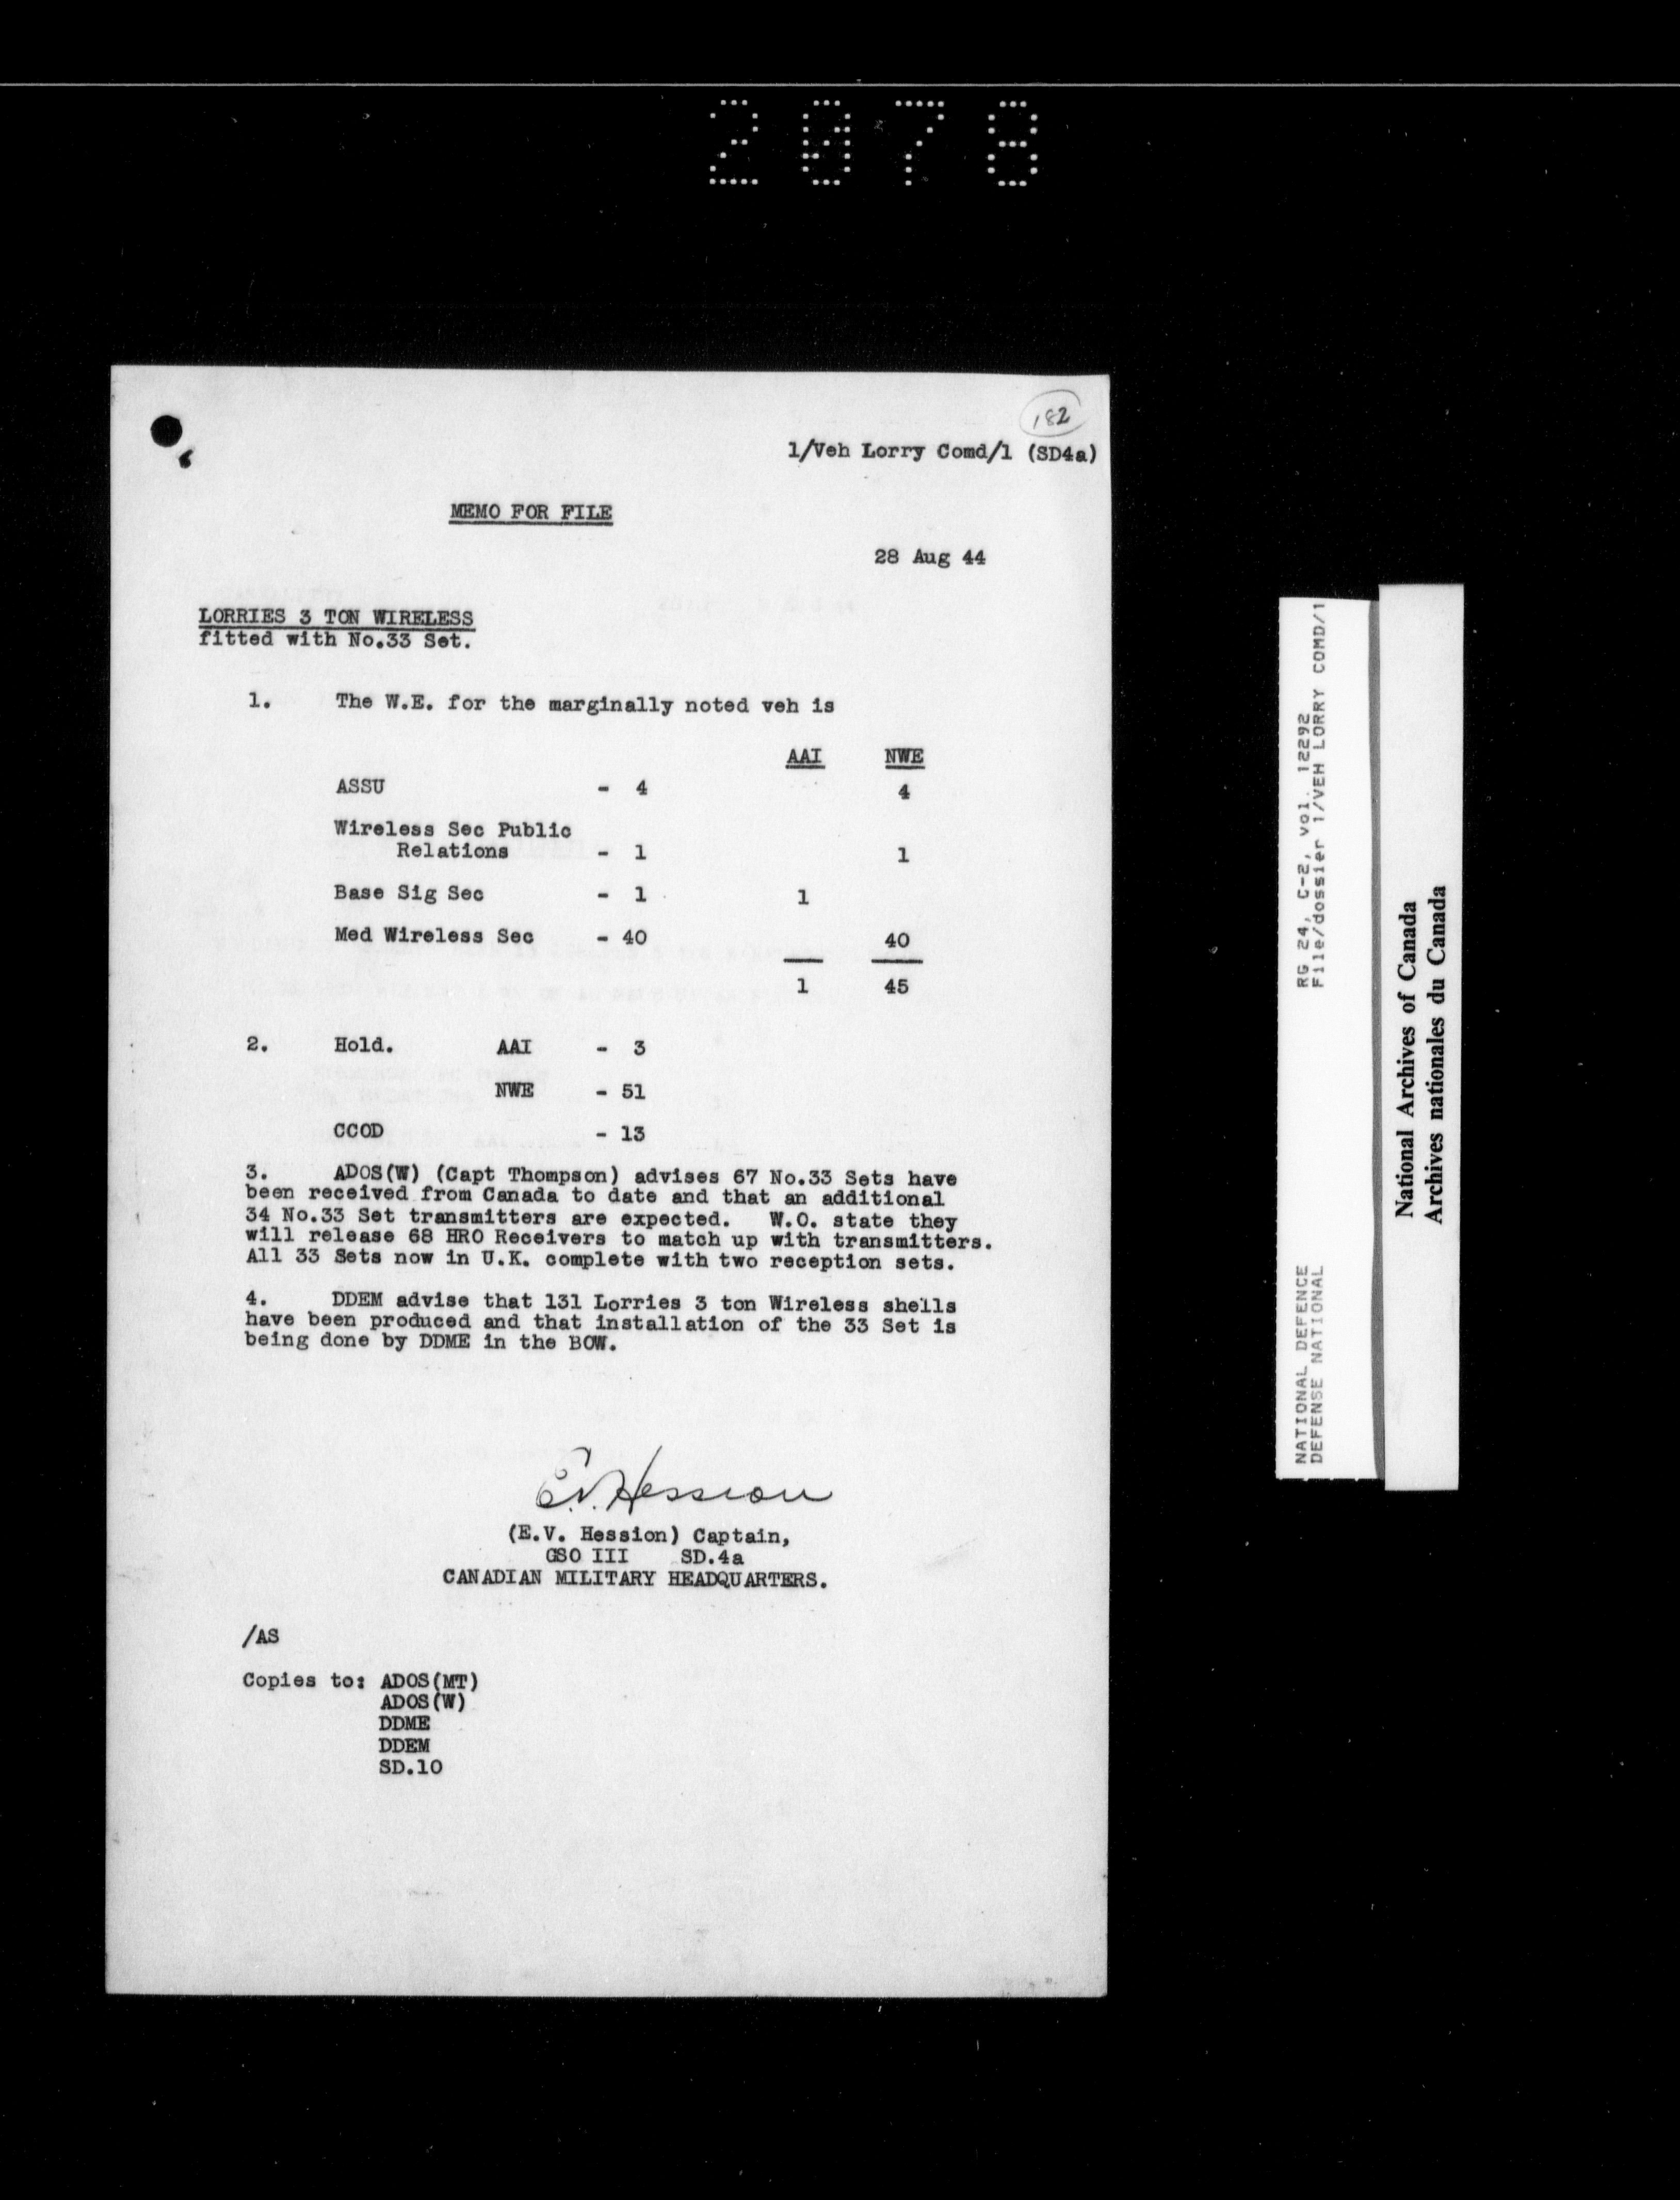 2078
182
1/Veh Lorry Comd/1 (SD4a)
MEMO FOR FILE
28 Aug 44
LORRIES 3 TON WIRELESS
fitted with No.33 Set.
1. The W.E. for the marginally noted veh is
AAI NWE
ASSU - 4 4
Wireless Sec Public
Relations - 1 1
Base Sig Sec - 1 1
Med Wireless Sec - 40 40
1 45
2. Hold. AAI - 3
NWE - 51
CCOD - 13
3. ADOS(W) (Capt Thompson) advises 67 No.33 Sets have
been received from Canada to date and that an additional
34 No.33 Set transmitters are expected. W.O. state they
will release 68 HRO Receivers to match up with transmitters.
All 33 Sets now in U.K. complete with two reception sets.
4. DDEM advise that 131 Lorries 3 ton Wireless shells
have been produced and that installation of the 33 Set is
being done by DDME in the BOW.
E.V. Hession
(E.V. Hession) Captain,
GSO III SD.4a
CANADIAN MILITARY HEADQUARTERS.
/AS
Copies to: ADOS(MT)
ADOS(W)
DDME
DDEM
SD.10
NATIONAL DEFENCE RG 24, C-2, vol. 12292
DEFENSE NATIONAL File/dossier 1/VEH LORRY COMD/1
National Archives of Canada
Archives nationales du Canada